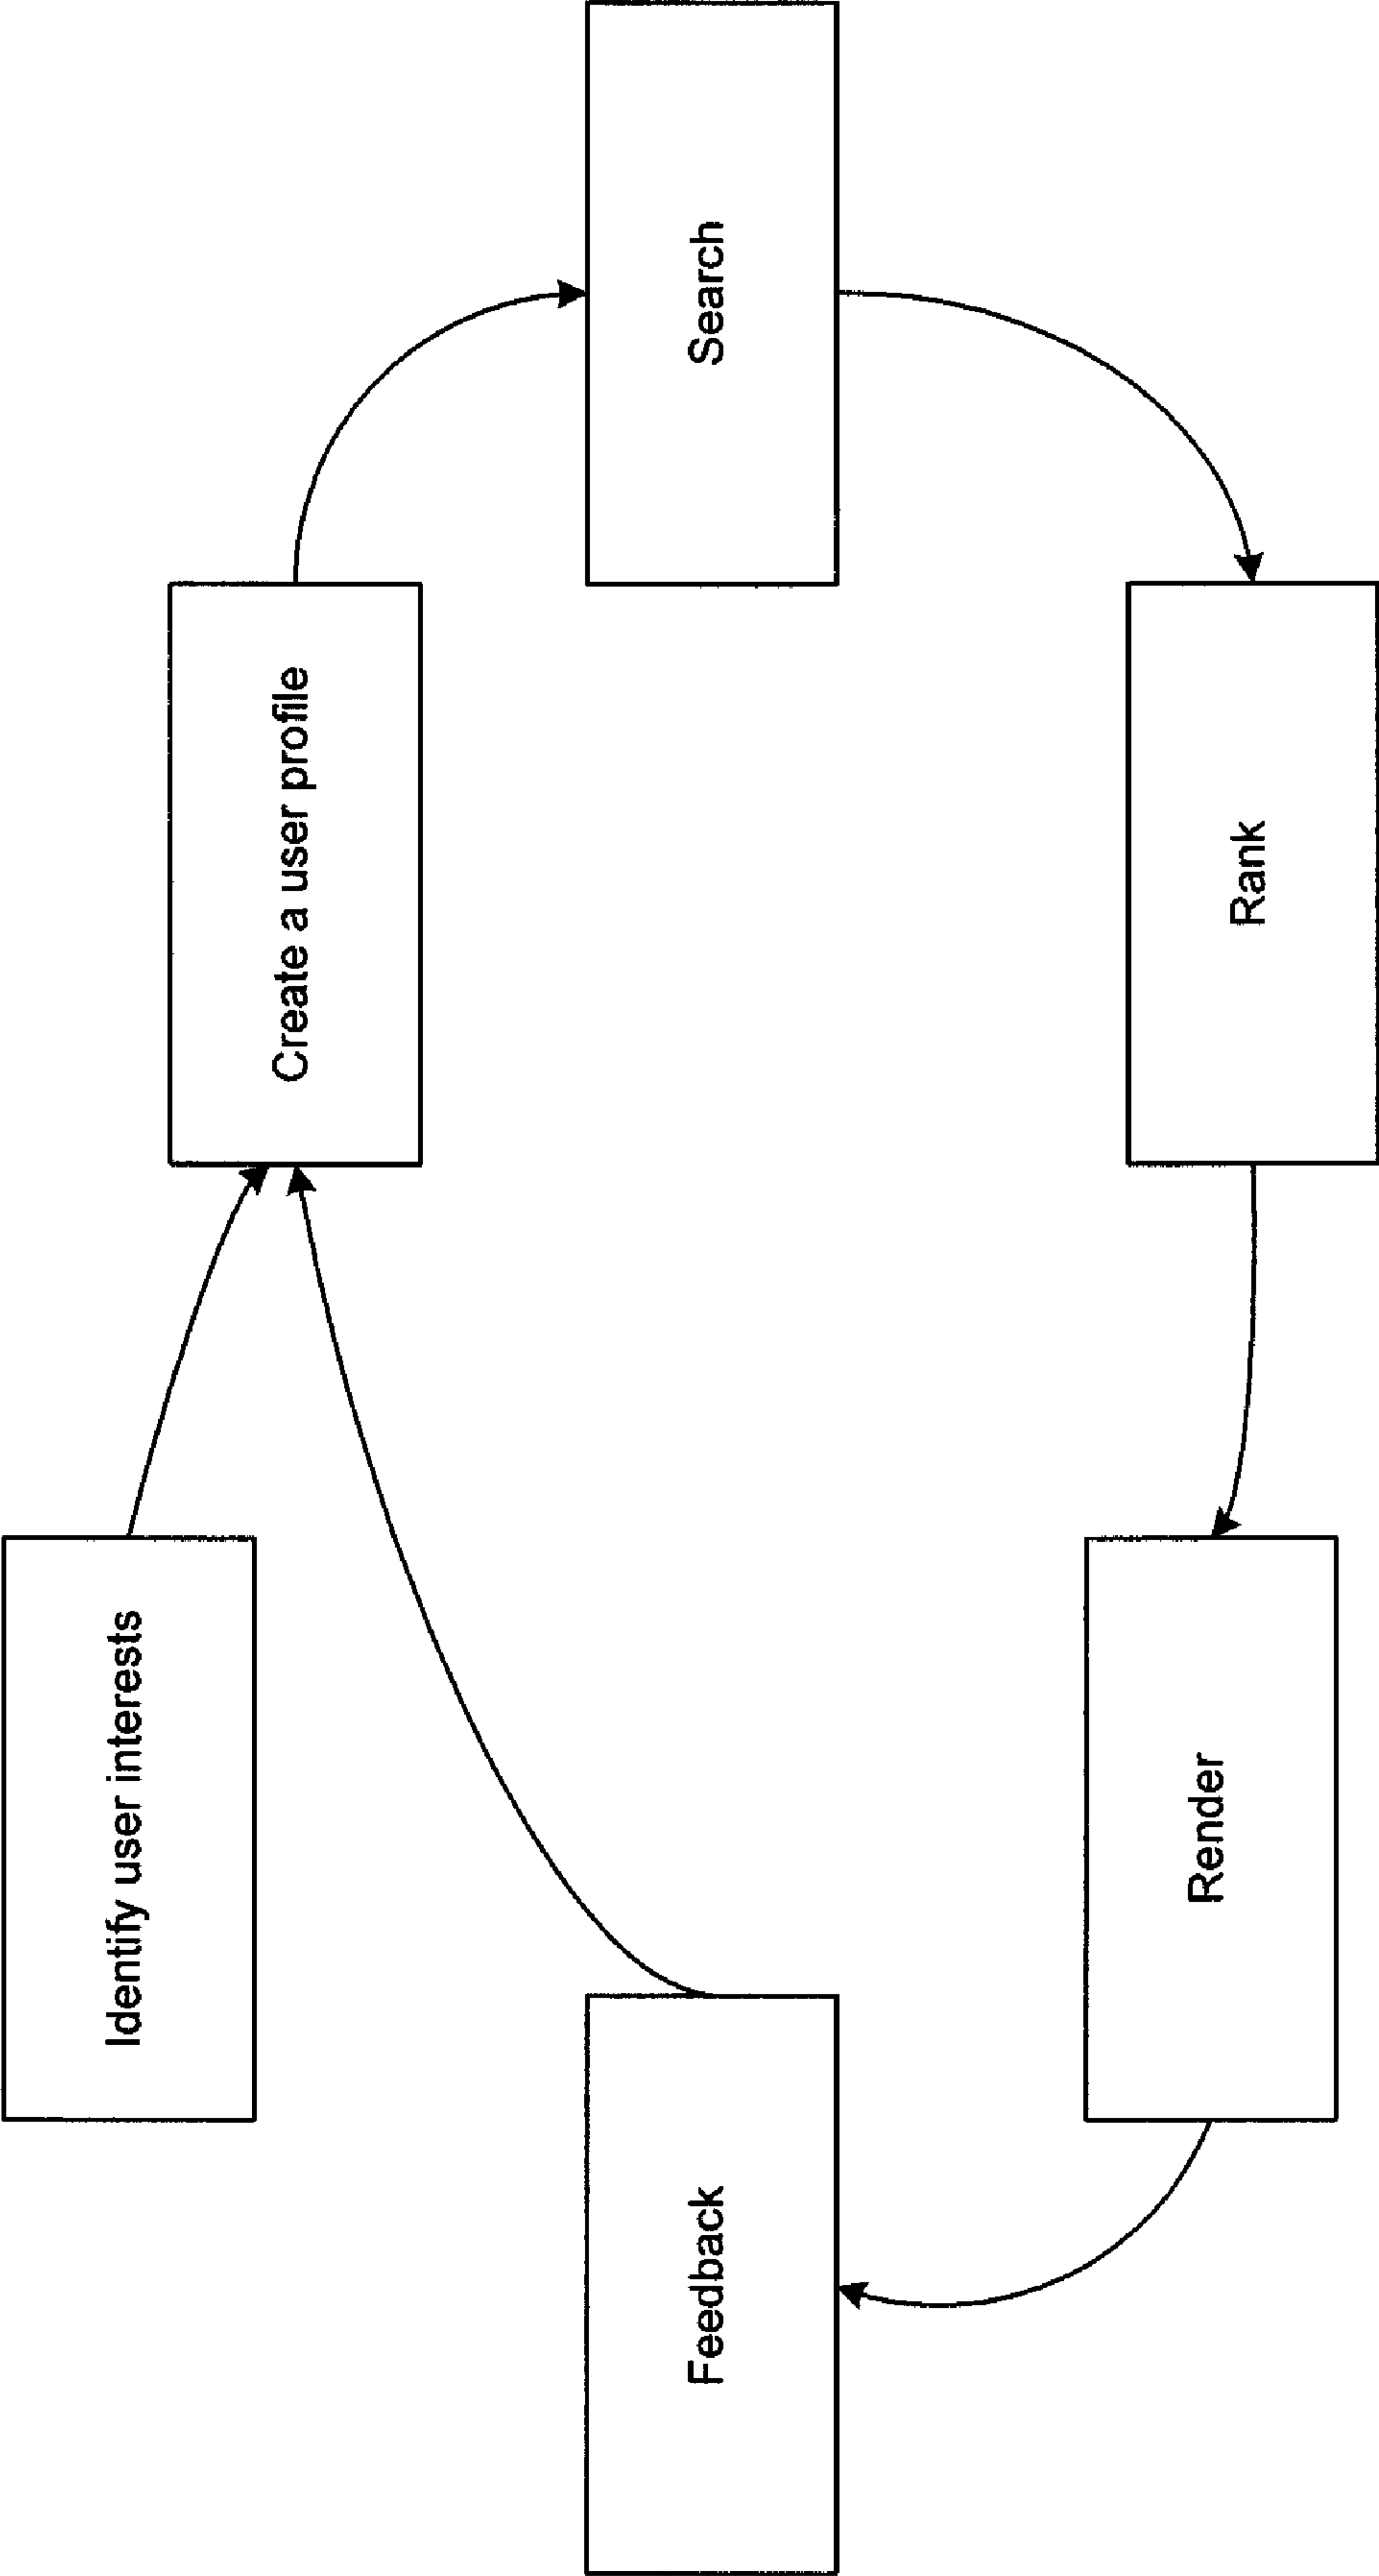 Identify user interests
Create a user profile
Search
Rank
Render
Feedback